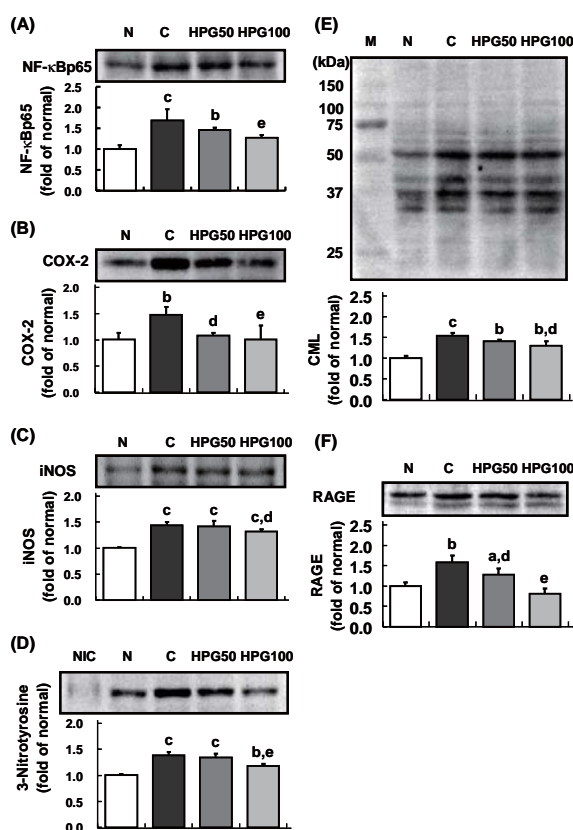 (A)
N C HPG50 HPG100
NF-κBp65
NF-κBp65
(fold of normal)
2.5
2.0
1.5
1.0
0.5
0.0
c
b
e
(B)
N C HPG50 HPG100
COX-2
COX-2
(fold of normal)
2.0
1.5
1.0
0.5
0.0
b
d
e
(C)
N C HPG50 HPG100
iNOS
iNOS
(fold of normal)
2.0
1.5
1.0
0.5
0.0
c
c
c,d
(D)
NIC N C HPG50 HPG100
3-Nitrotyrosine
(fold of normal)
2.0
1.5
1.0
0.5
0.0
c
c
b,e
(E)
M N C HPG50 HPG100
(kDa)
150
100
75
50
37
25
CML
(fold of normal)
2.5
2.0
1.5
1.0
0.5
0.0
c
b
b,d
(F)
N C HPG50 HPG100
RAGE
RAGE
(fold of normal)
2.5
2.0
1.5
1.0
0.5
0.0
b
a,d
e